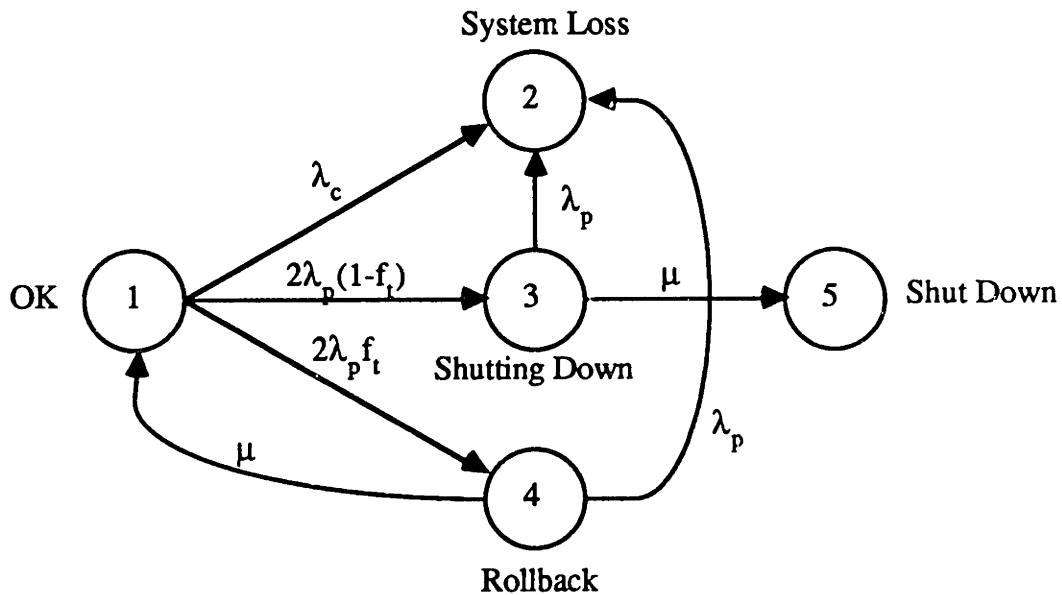 System Loss
2
λc
λp
2λp(1-ft)
μ
OK
1
3
5
Shut Down
Shutting Down
2λpft
λp
μ
4
Rollback